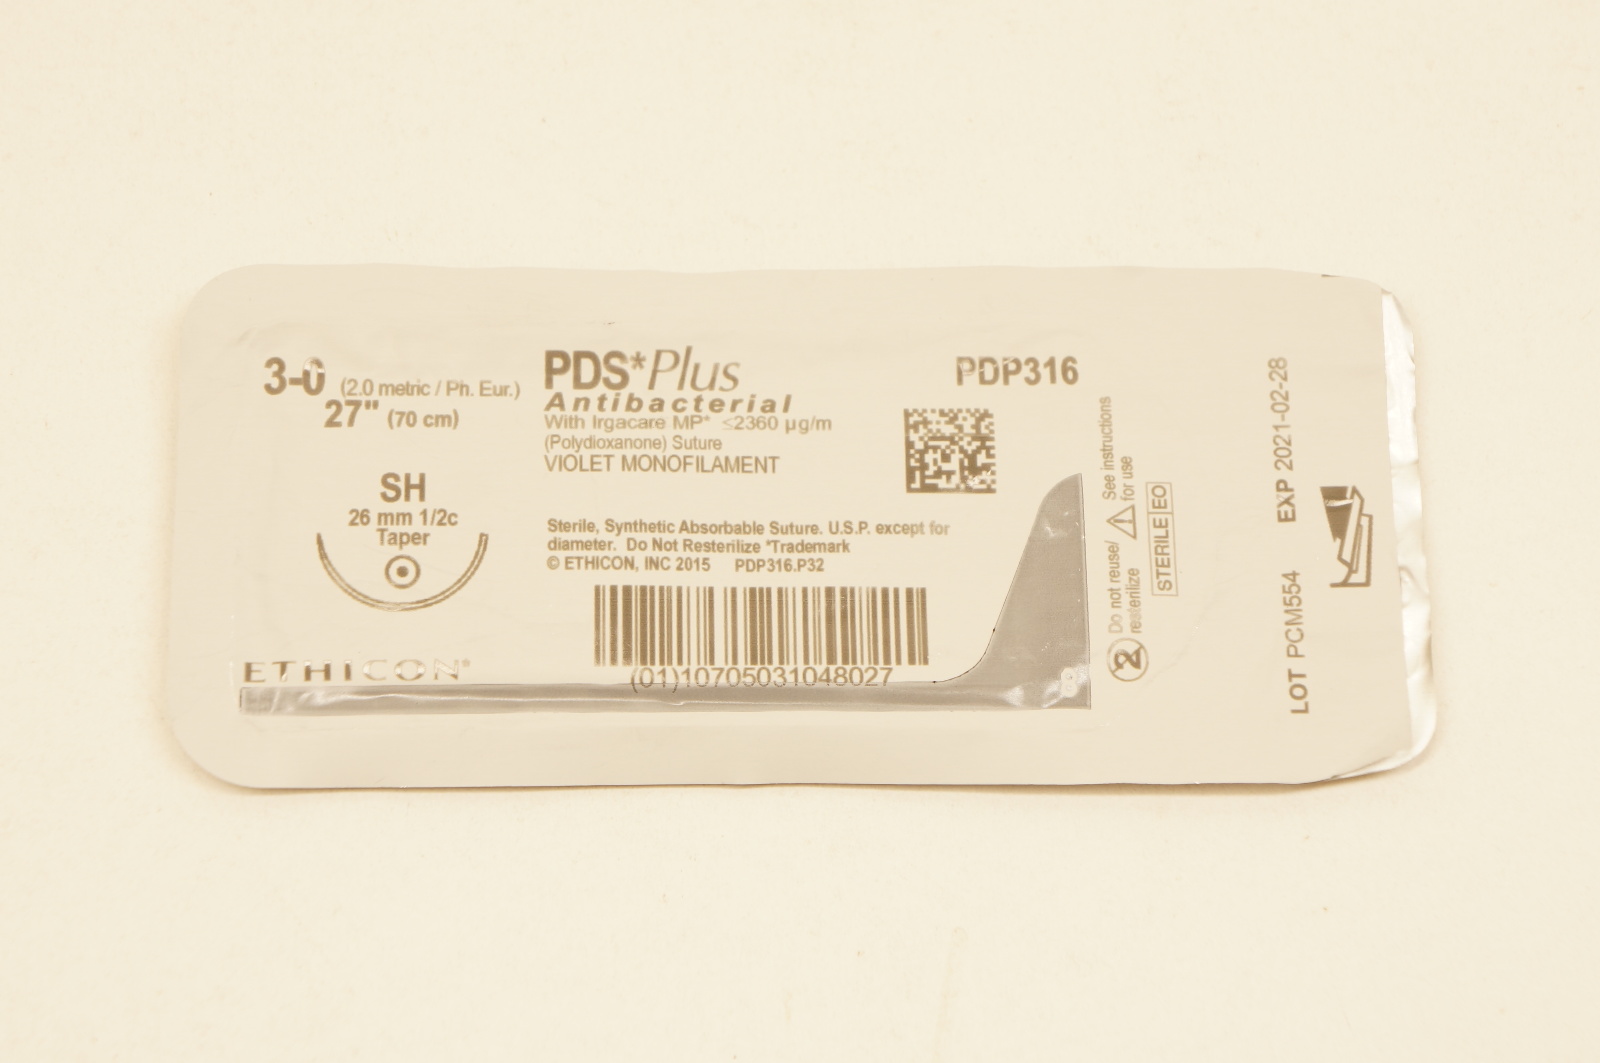 3-0 (2.0 metric / Ph. Eur.)
27" (70 cm)
SH
26 mm 1/2c
Taper
ETHICON®
PDS*Plus
Antibacterial
With Irgacare MP* ≤2360 µg/m
(Polydioxanone) Suture
VIOLET MONOFILAMENT
PDP316
Sterile, Synthetic Absorbable Suture. U.S.P. except for
diameter. Do Not Resterilize *Trademark
© ETHICON, INC 2015 PDP316.P32
(01)10705031048027
8
2 Do not reuse/
resterilize
See instructions
for use
STERILE EO
LOT PCM554 EXP 2021-02-28